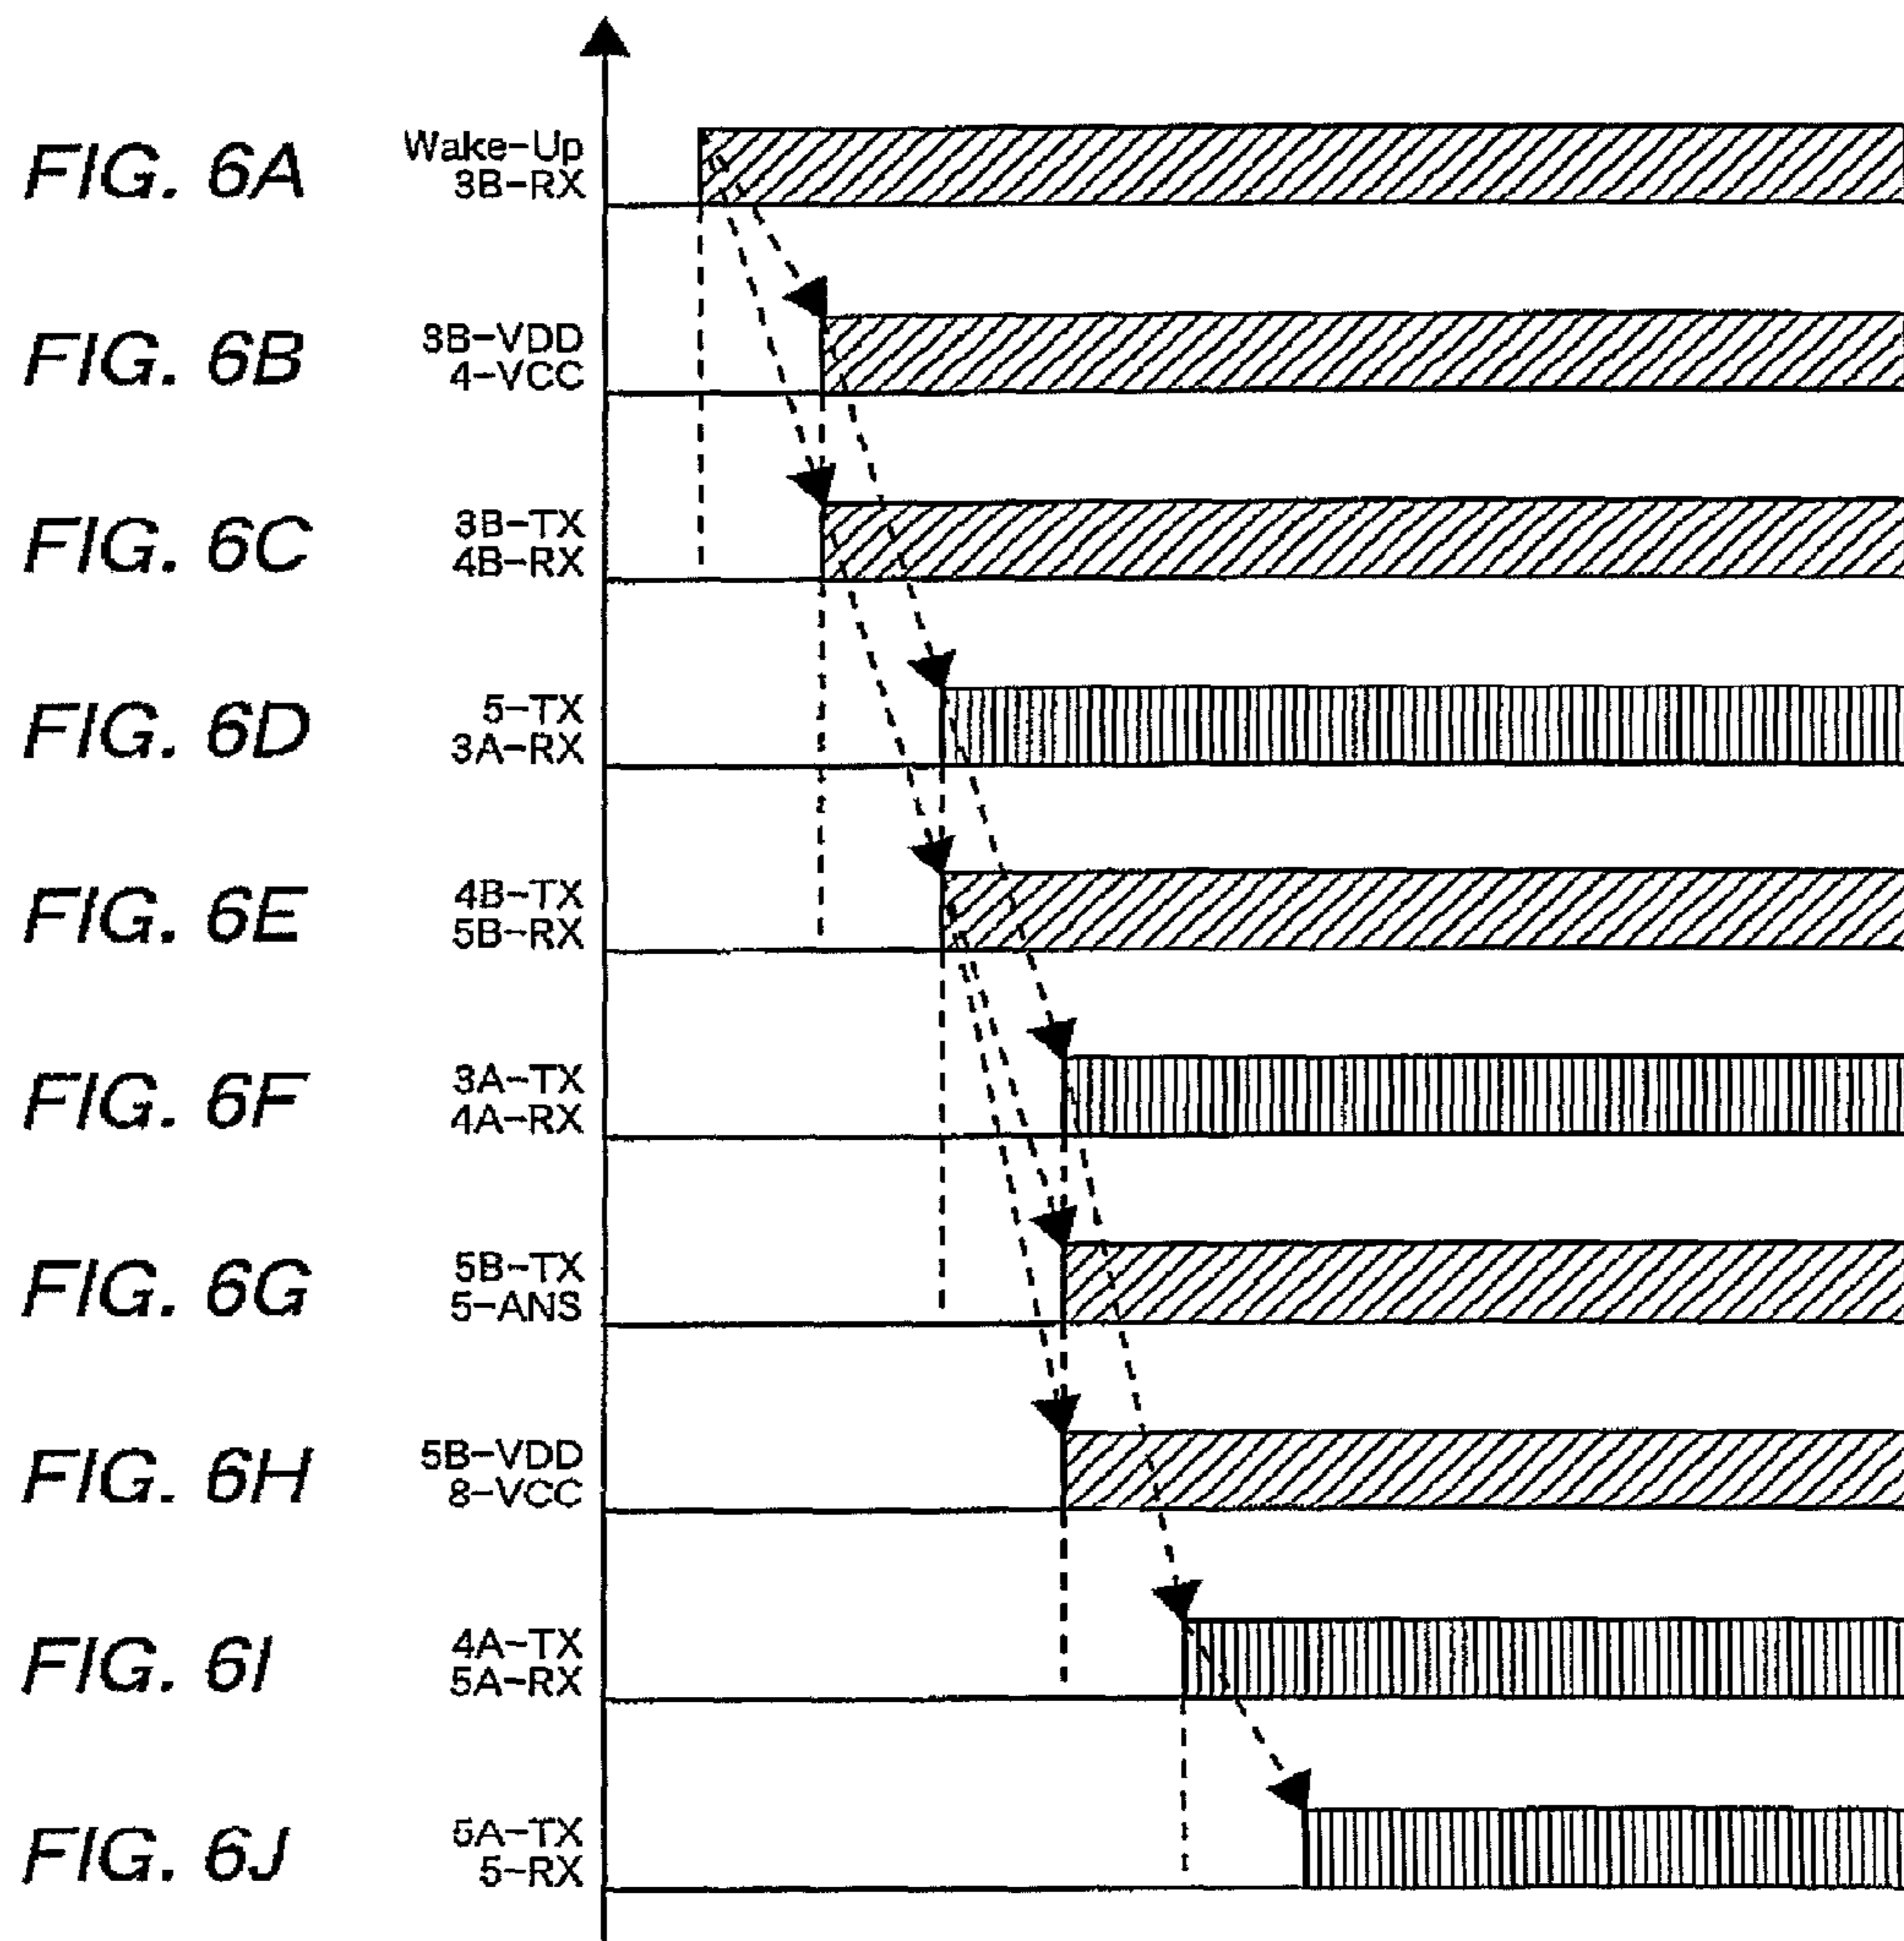 FIG. 6A
Wake-Up
3B-RX
FIG. 6B
3B-VDD
4-VCC
FIG. 6C
3B-TX
4B-RX
FIG. 6D
5-TX
3A-RX
FIG. 6E
4B-TX
5B-RX
FIG. 6F
3A-TX
4A-RX
FIG. 6G
5B-TX
5-ANS
FIG. 6H
5B-VDD
8-VCC
FIG. 6I
4A-TX
5A-RX
FIG. 6J
5A-TX
5-RX